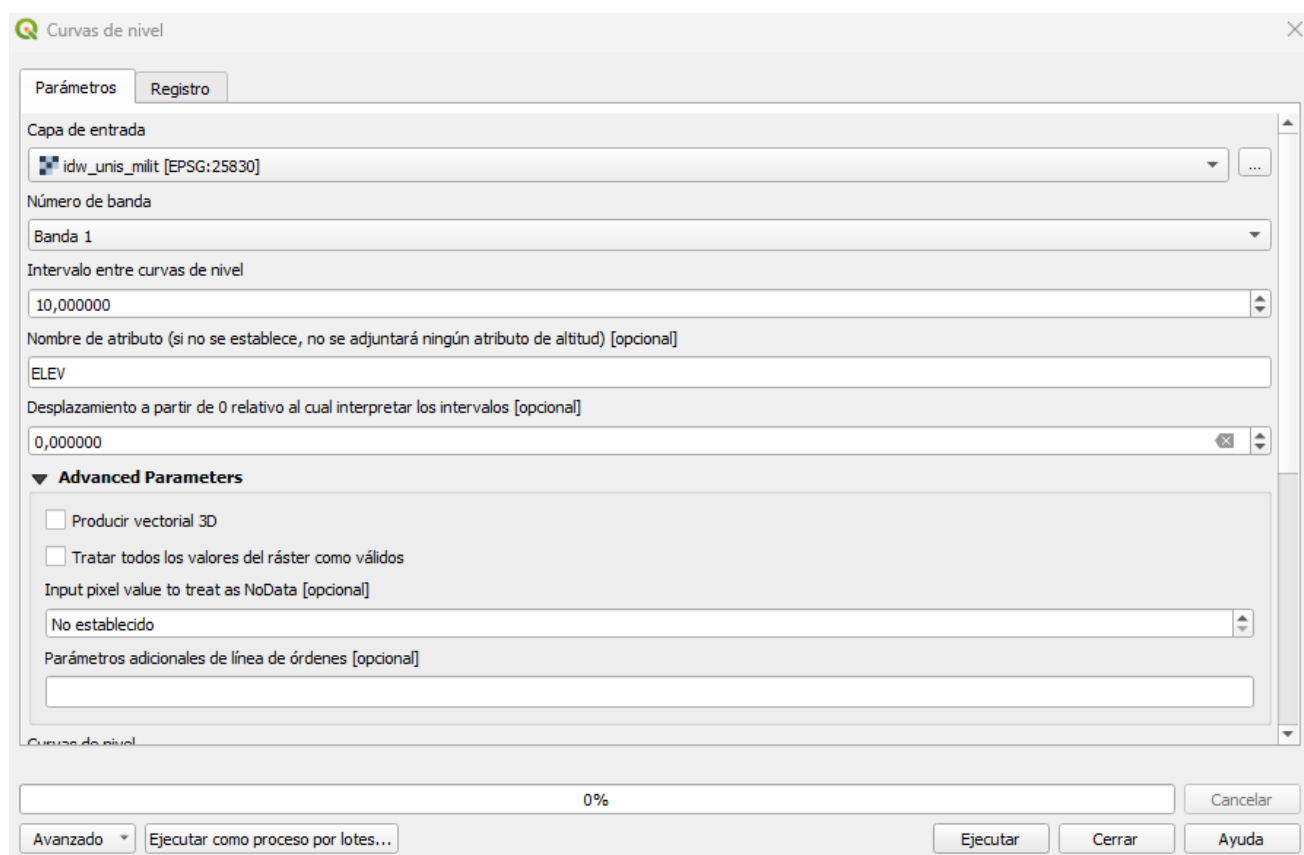 Curvas de nivel
Parámetros Registro
Capa de entrada
idw_unis_milit [EPSG:25830] ...
Número de banda
Banda 1
Intervalo entre curvas de nivel
10,000000
Nombre de atributo (si no se establece, no se adjuntará ningún atributo de altitud) [opcional]
ELEV
Desplazamiento a partir de 0 relativo al cual interpretar los intervalos [opcional]
0,000000
Advanced Parameters
Producir vectorial 3D
Tratar todos los valores del ráster como válidos
Input pixel value to treat as NoData [opcional]
No establecido
Parámetros adicionales de línea de órdenes [opcional]
Curvas de nivel
0% Cancelar
Avanzado Ejecutar como proceso por lotes... Ejecutar Cerrar Ayuda